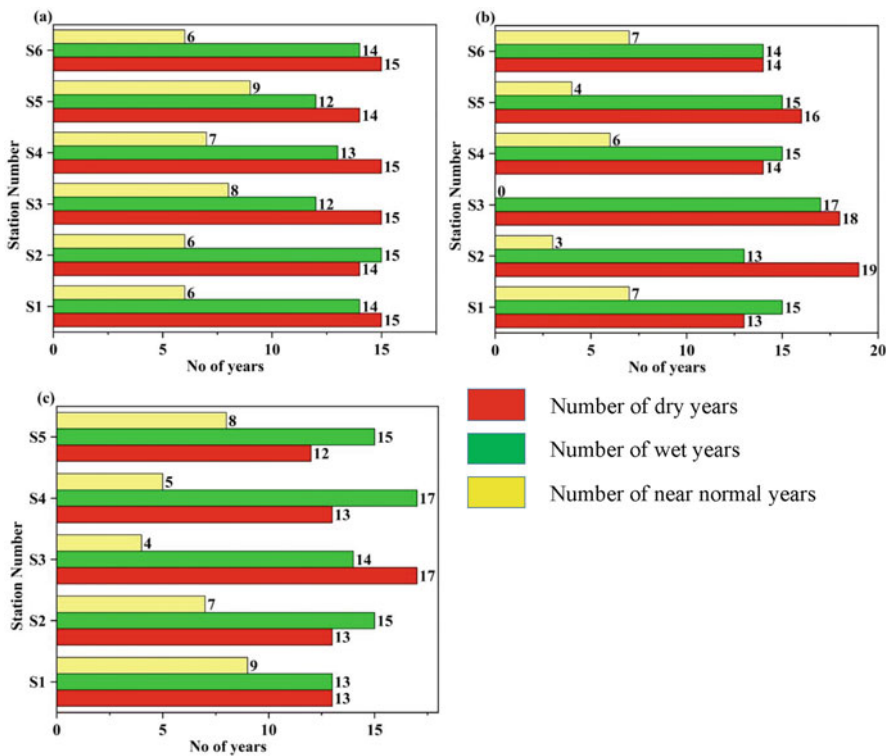 (a)
Station Number
S6
6
14
15
S5
9
12
14
S4
7
13
15
S3
8
12
15
S2
6
15
14
S1
6
14
15
0 5 10 15
No of years
(b)
Station Number
S6
7
14
14
S5
4
15
16
S4
6
15
14
S3
0
17
18
S2
3
13
19
S1
7
15
13
0 5 10 15 20
No of years
(c)
Station Number
S5
8
15
12
S4
5
17
13
S3
4
14
17
S2
7
15
13
S1
9
13
13
0 5 10 15
No of years
Number of dry years
Number of wet years
Number of near normal years